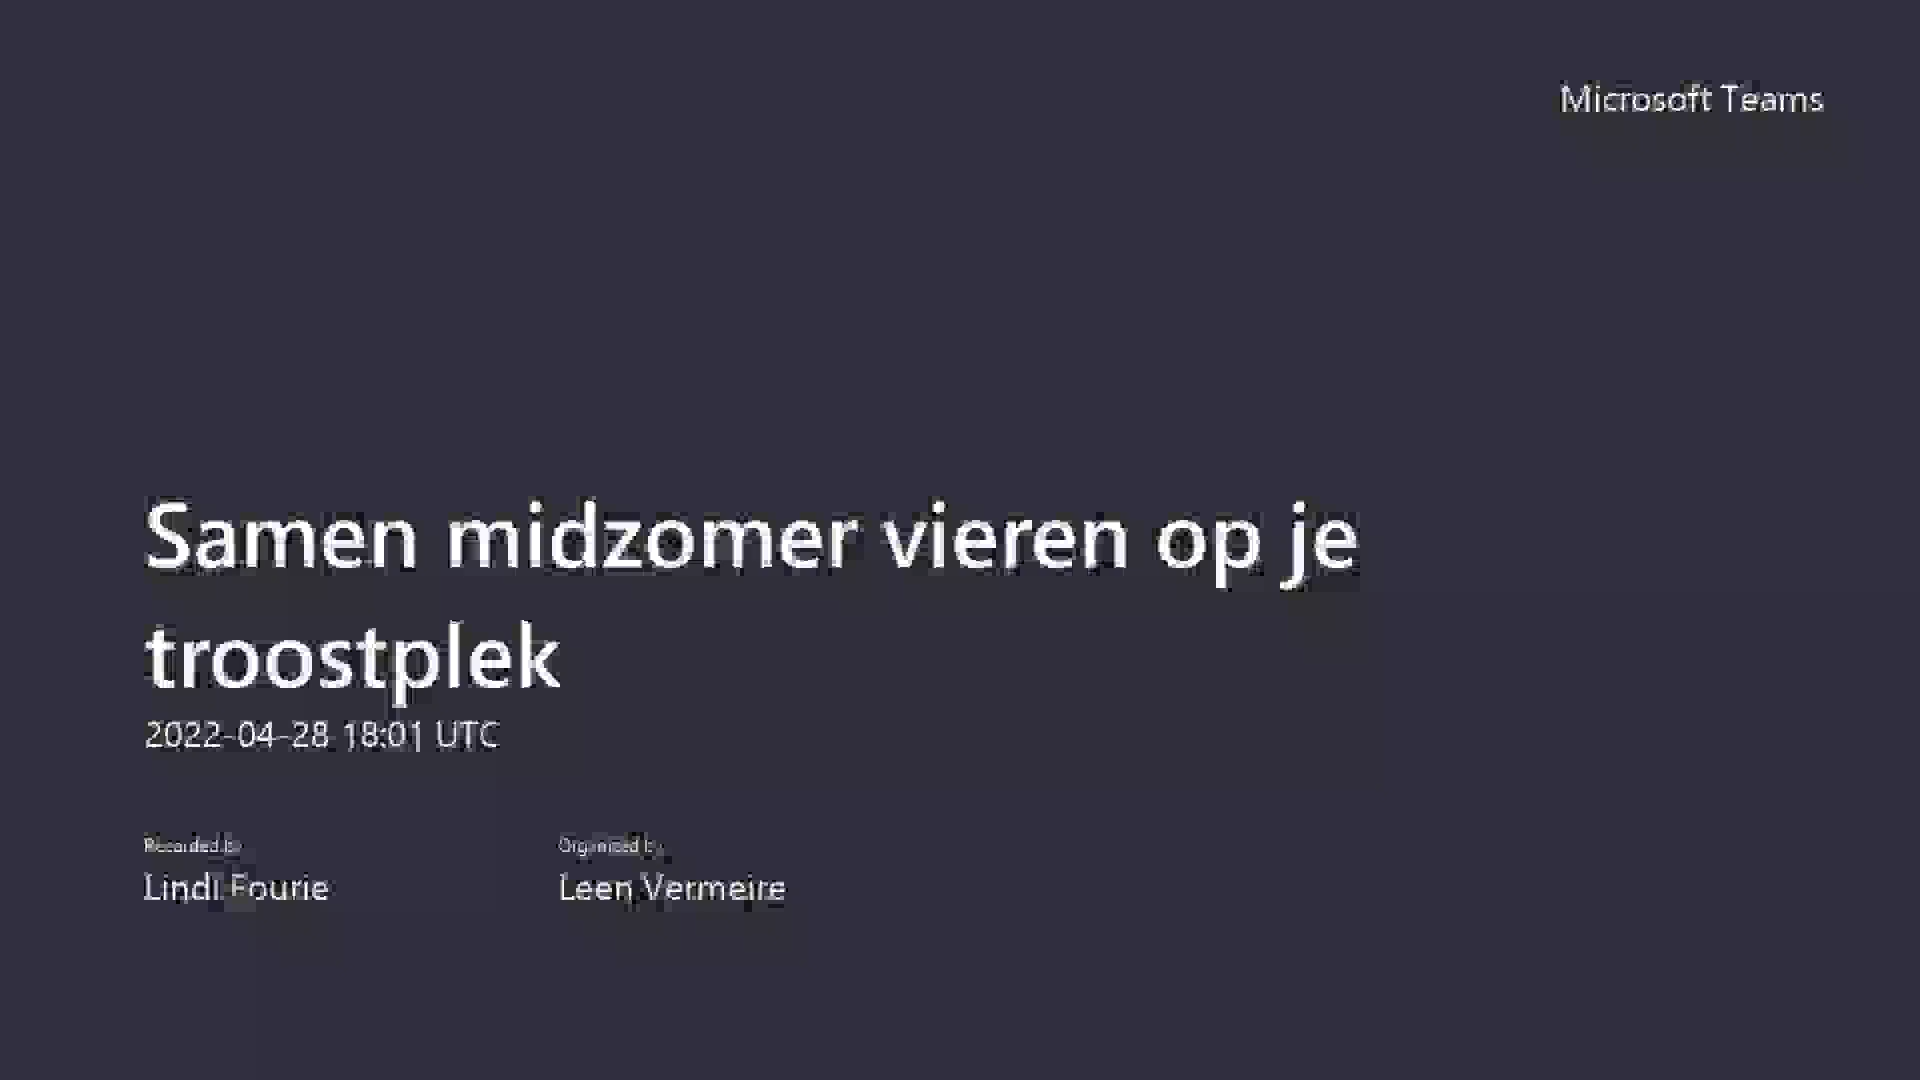 Microsoft Teams
Samen midzomer vieren op je
troostplek
2022-04-28 18:01 UTC
Recorded by
Organized by
Lindi Fourie
Leen Vermeire